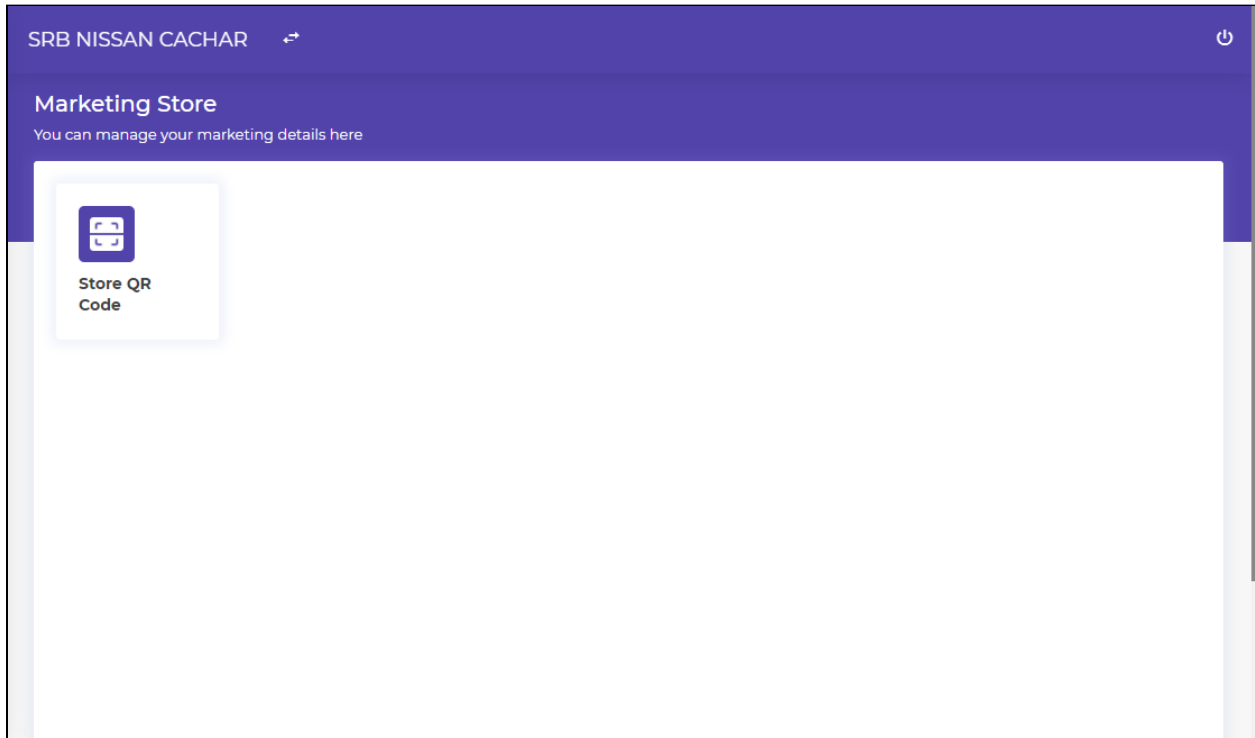 SRB NISSAN CACHAR
Marketing Store
You can manage your marketing details here
Store QR
Code